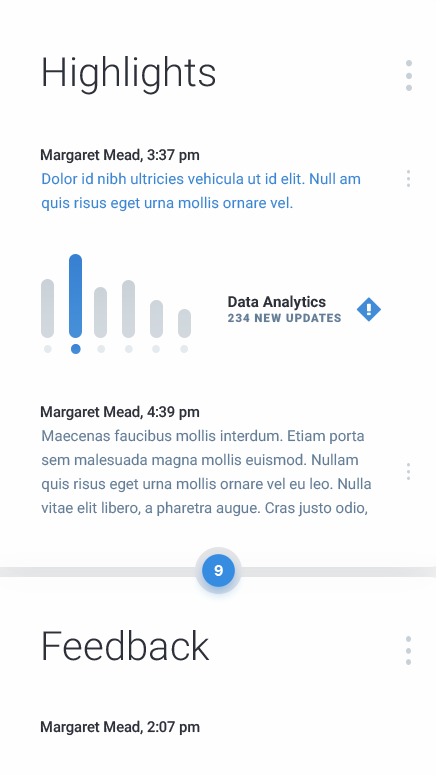 Highlights
Margaret Mead, 3:37 pm
Dolor id nibh ultricies vehicula ut id elit. Null am
quis risus eget urna mollis ornare vel.
Data Analytics
234 NEW UPDATES
Margaret Mead, 4:39 pm
Maecenas faucibus mollis interdum. Etiam porta
sem malesuada magna mollis euismod. Nullam
quis risus eget urna mollis ornare vel eu leo. Nulla
vitae elit libero, a pharetra augue. Cras justo odio,
9
Feedback
Margaret Mead, 2:07 pm